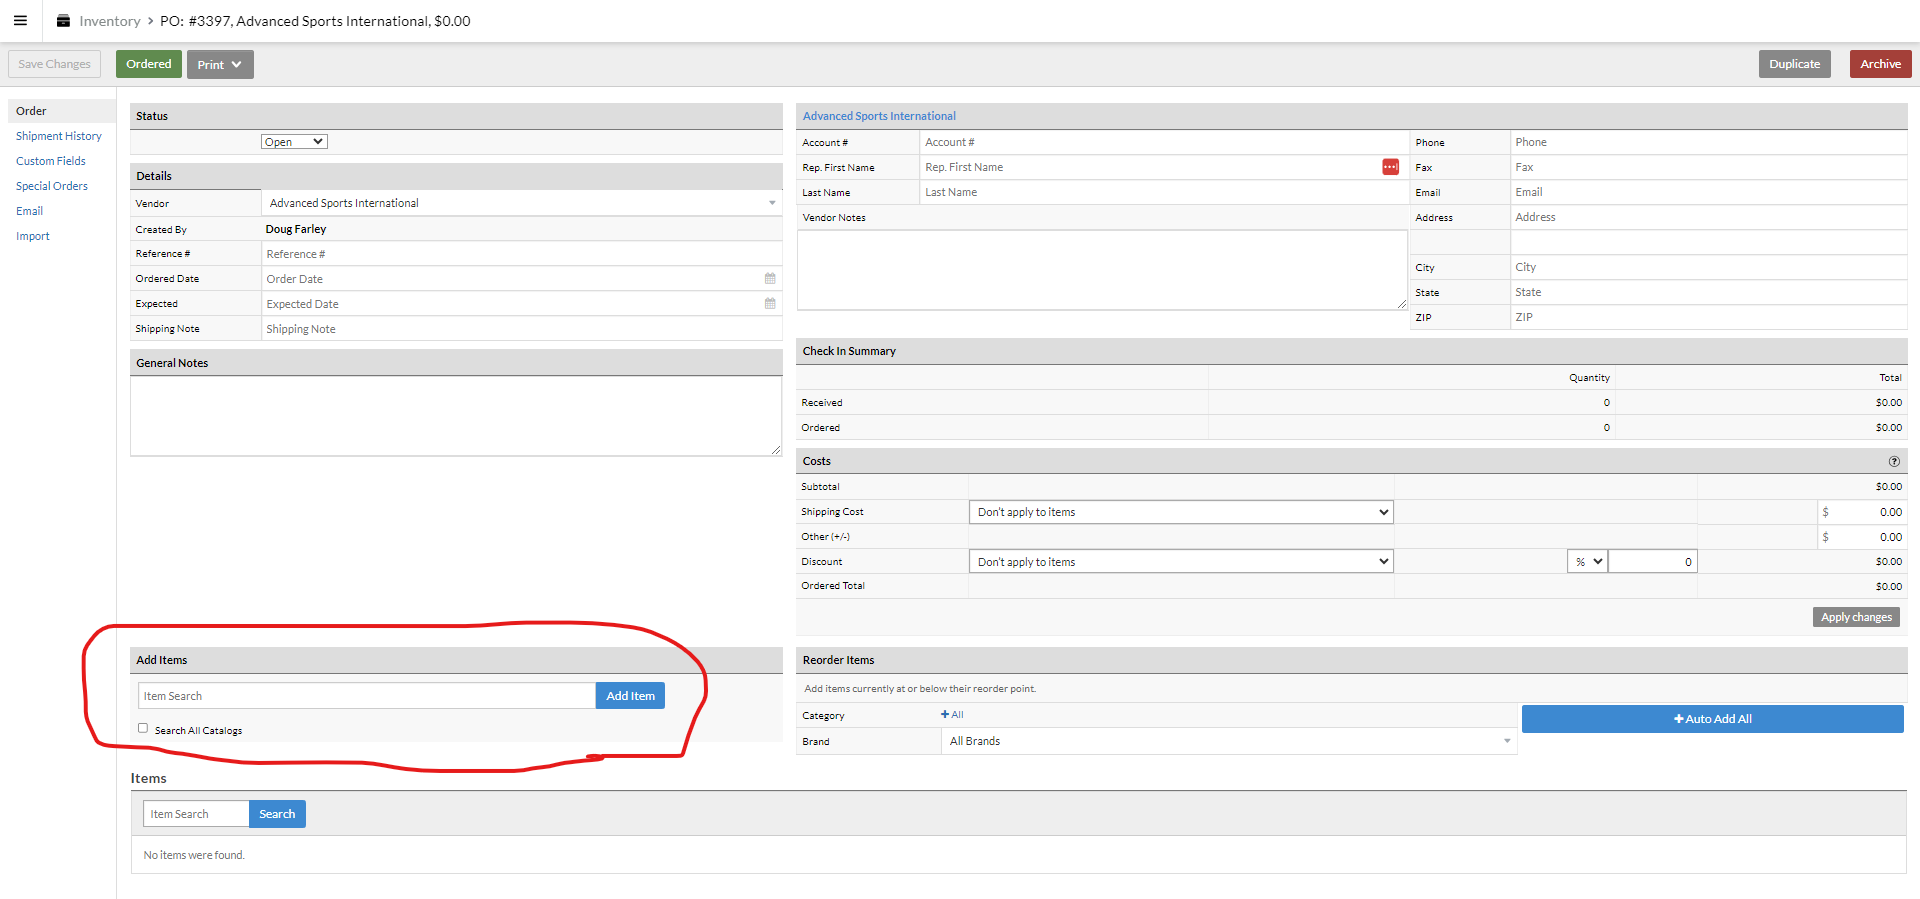 Inventory > PO: #3397, Advanced Sports International, $0.00
Save Changes Ordered Print Duplicate Archive
Order
Shipment History
Custom Fields
Special Orders
Email
Import
Status
Open
Details
Vendor Advanced Sports International
Created By Doug Farley
Reference # Reference #
Ordered Date Order Date
Expected Expected Date
Shipping Note Shipping Note
General Notes
Advanced Sports International
Account # Account # Phone Phone
Rep. First Name Rep. First Name Fax Fax
Last Name Last Name Email Email
Vendor Notes Address Address
City City
State State
ZIP ZIP
Check In Summary
Quantity Total
Received 0 $0.00
Ordered 0 $0.00
Costs ?
Subtotal $0.00
Shipping Cost Don't apply to items $ 0.00
Other (+/-) $ 0.00
Discount Don't apply to items % 0 $0.00
Ordered Total $0.00
Apply changes
Add Items
Item Search Add Item
Search All Catalogs
Reorder Items
Add items currently at or below their reorder point.
Category + All
Brand All Brands
+ Auto Add All
Items
Item Search Search
No items were found.